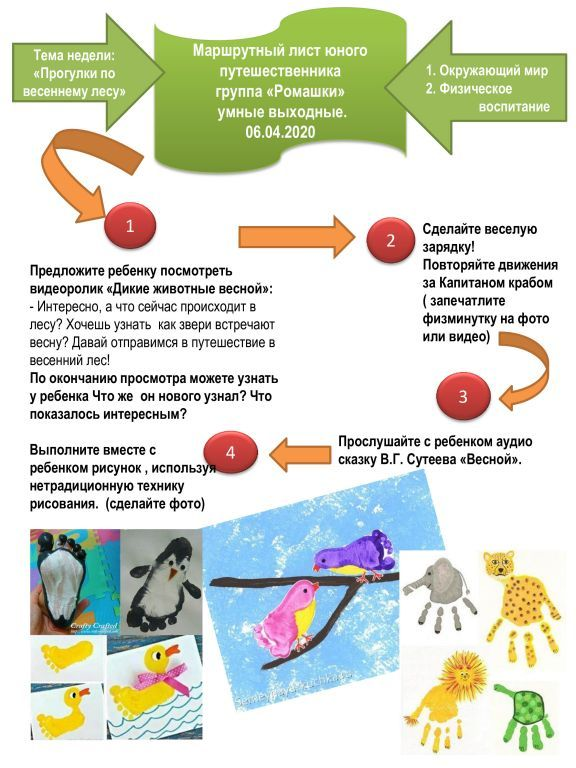 Тема недели:
«Прогулки по
весеннему лесу»
Маршрутный лист юного
путешественника
группа «Ромашки»
умные выходные.
06.04.2020
1. Окружающий мир
2. Физическое
воспитание
1
Предложите ребенку посмотреть
видеоролик «Дикие животные весной»:
- Интересно, а что сейчас происходит в
лесу? Хочешь узнать как звери встречают
весну? Давай отправимся в путешествие в
весенний лес!
По окончанию просмотра можете узнать
у ребенка Что же он нового узнал? Что
показалось интересным?
2
Сделайте веселую
зарядку!
Повторяйте движения
за Капитаном крабом
( запечатлите
физминутку на фото
или видео)
3
Прослушайте с ребенком аудио
сказку В.Г. Сутеева «Весной».
4
Выполните вместе с
ребенком рисунок , используя
нетрадиционную технику
рисования. (сделайте фото)
Crafty Crafted